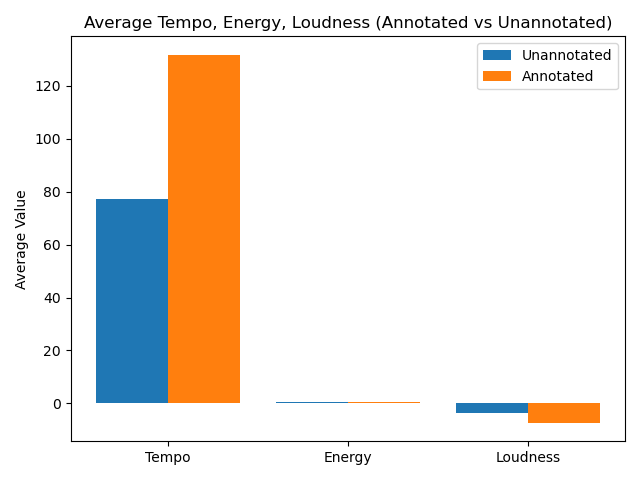 Average Tempo, Energy, Loudness (Annotated vs Unannotated)
Unannotated
Annotated
Average Value
120
100
80
60
40
20
0
Tempo
Energy
Loudness